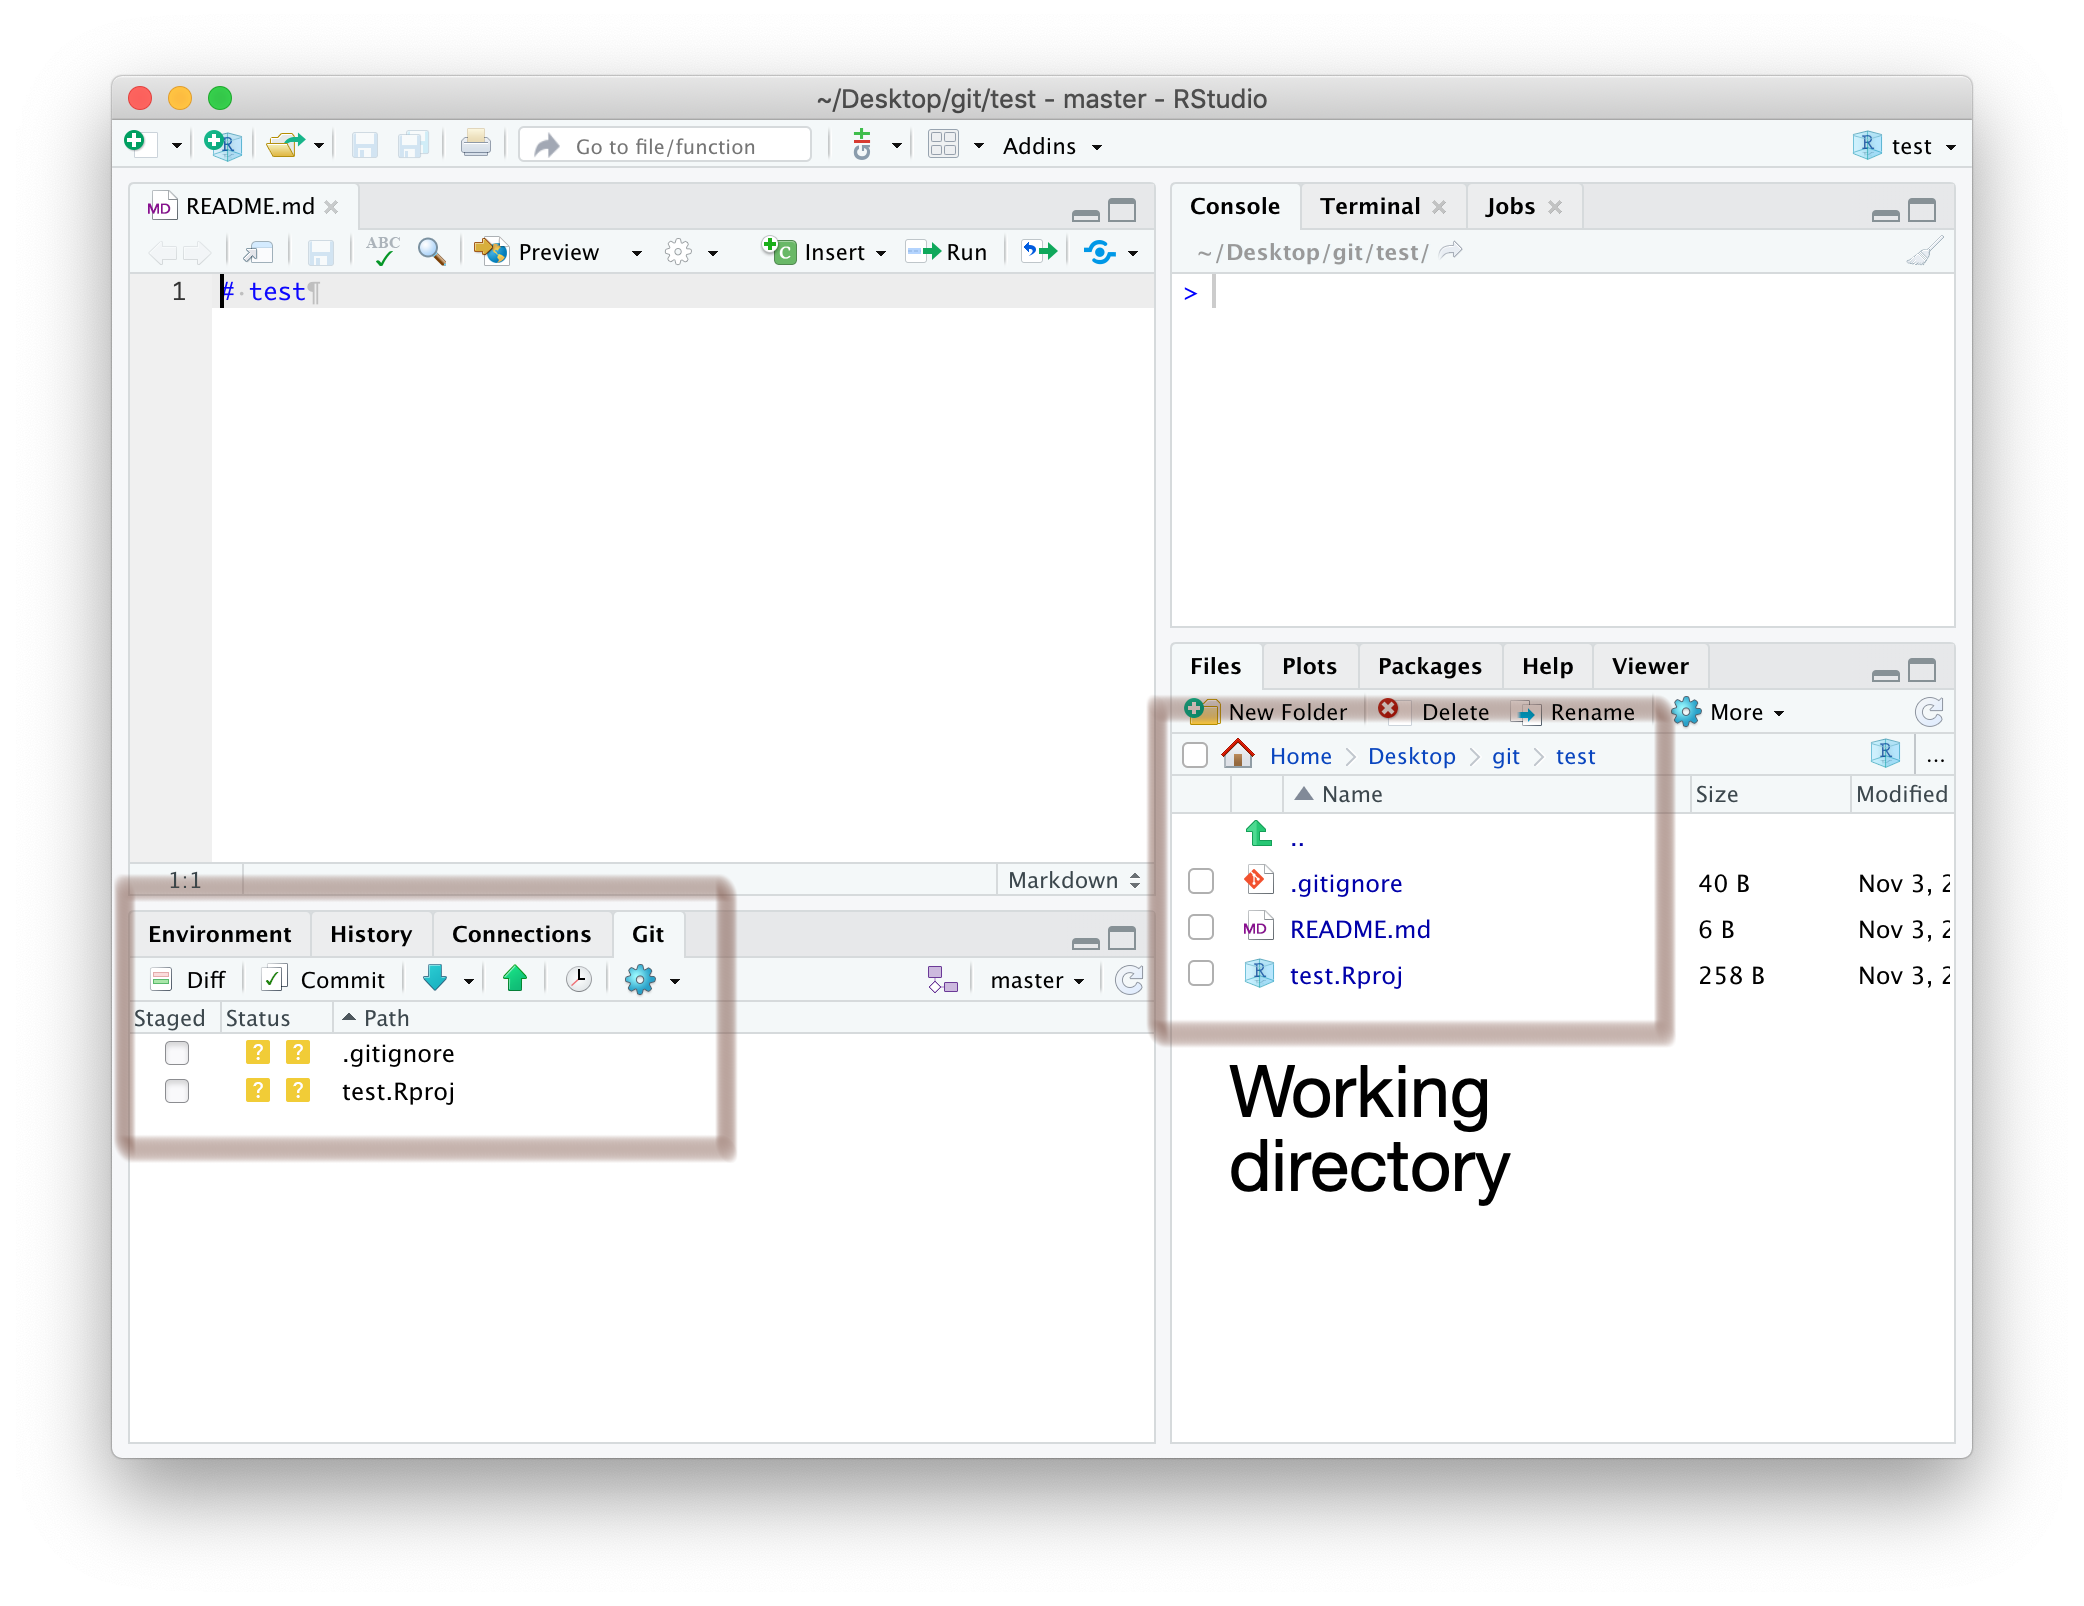 ~/Desktop/git/test - master - RStudio
Go to file/function
Addins
test
README.md
ABC
Preview
Insert
Run
1
# test¶
1:1
Markdown
Console
Terminal
Jobs
~/Desktop/git/test/
>
Environment
History
Connections
Git
Diff
Commit
master
Staged
Status
Path
? ? .gitignore
? ? test.Rproj
Files
Plots
Packages
Help
Viewer
New Folder
Delete
Rename
More
Home
Desktop
git
test
...
Name
Size
Modified
..
.gitignore 40 B Nov 3, 2
README.md 6 B Nov 3, 2
test.Rproj 258 B Nov 3, 2
Working
directory